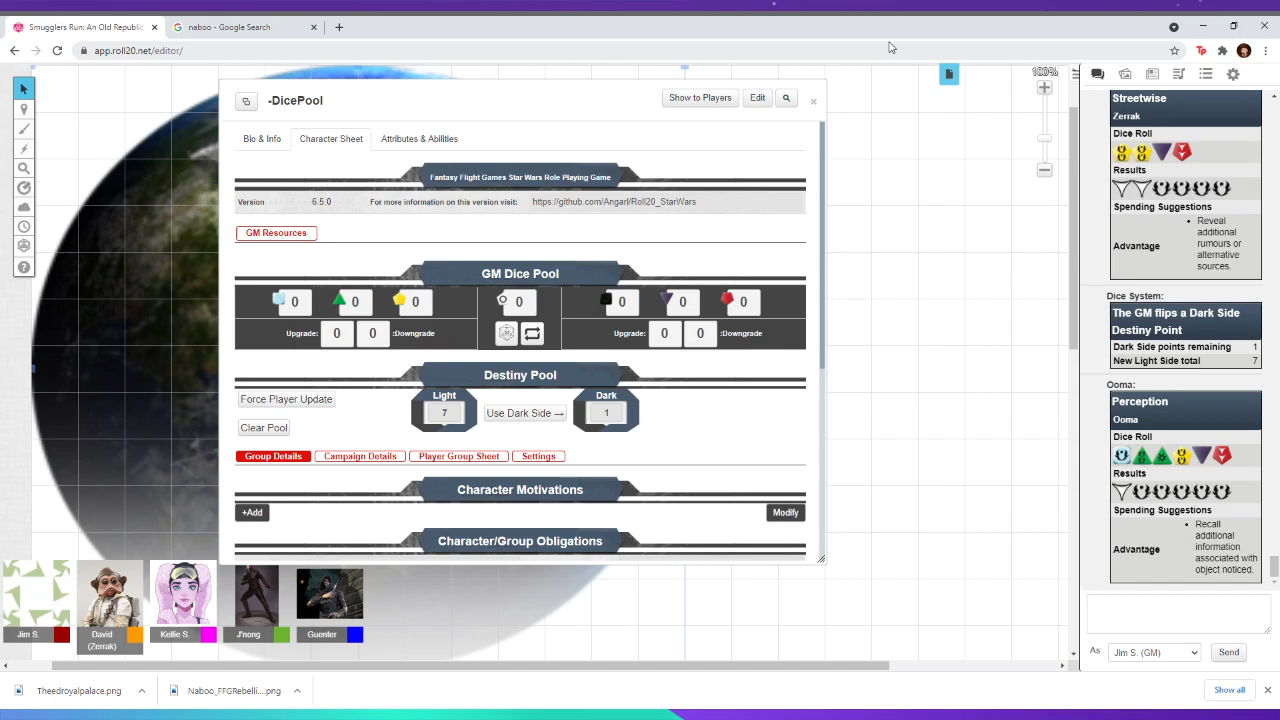 Smugglers Run: An Old Republic
naboo - Google Search
app.roll20.net/editor/
100%
-DicePool
Show to Players
Edit
Bio & Info
Character Sheet
Attributes & Abilities
Fantasy Flight Games Star Wars Role Playing Game
Version 6.5.0 For more information on this version visit: https://github.com/Angarl/Roll20_StarWars
GM Resources
GM Dice Pool
0 0 0 0 0 0 0
Upgrade: 0 0 :Downgrade Upgrade: 0 0 :Downgrade
Destiny Pool
Force Player Update
Clear Pool
Light
7
Use Dark Side →
Dark
1
Group Details
Campaign Details
Player Group Sheet
Settings
Character Motivations
+Add
Modify
Character/Group Obligations
Jim S.
David
(Zerrak)
Kellie S.
J'nong
Guenter
Streetwise
Zerrak
Dice Roll
Results
Spending Suggestions
Advantage
Reveal
additional
rumours or
alternative
sources.
Dice System:
The GM flips a Dark Side
Destiny Point
Dark Side points remaining 1
New Light Side total 7
Ooma:
Perception
Ooma
Dice Roll
Results
Spending Suggestions
Advantage
Recall
additional
information
associated with
object noticed.
As: Jim S. (GM)
Send
Theedroyalpalace.png
Naboo_FFGRebelli....png
Show all